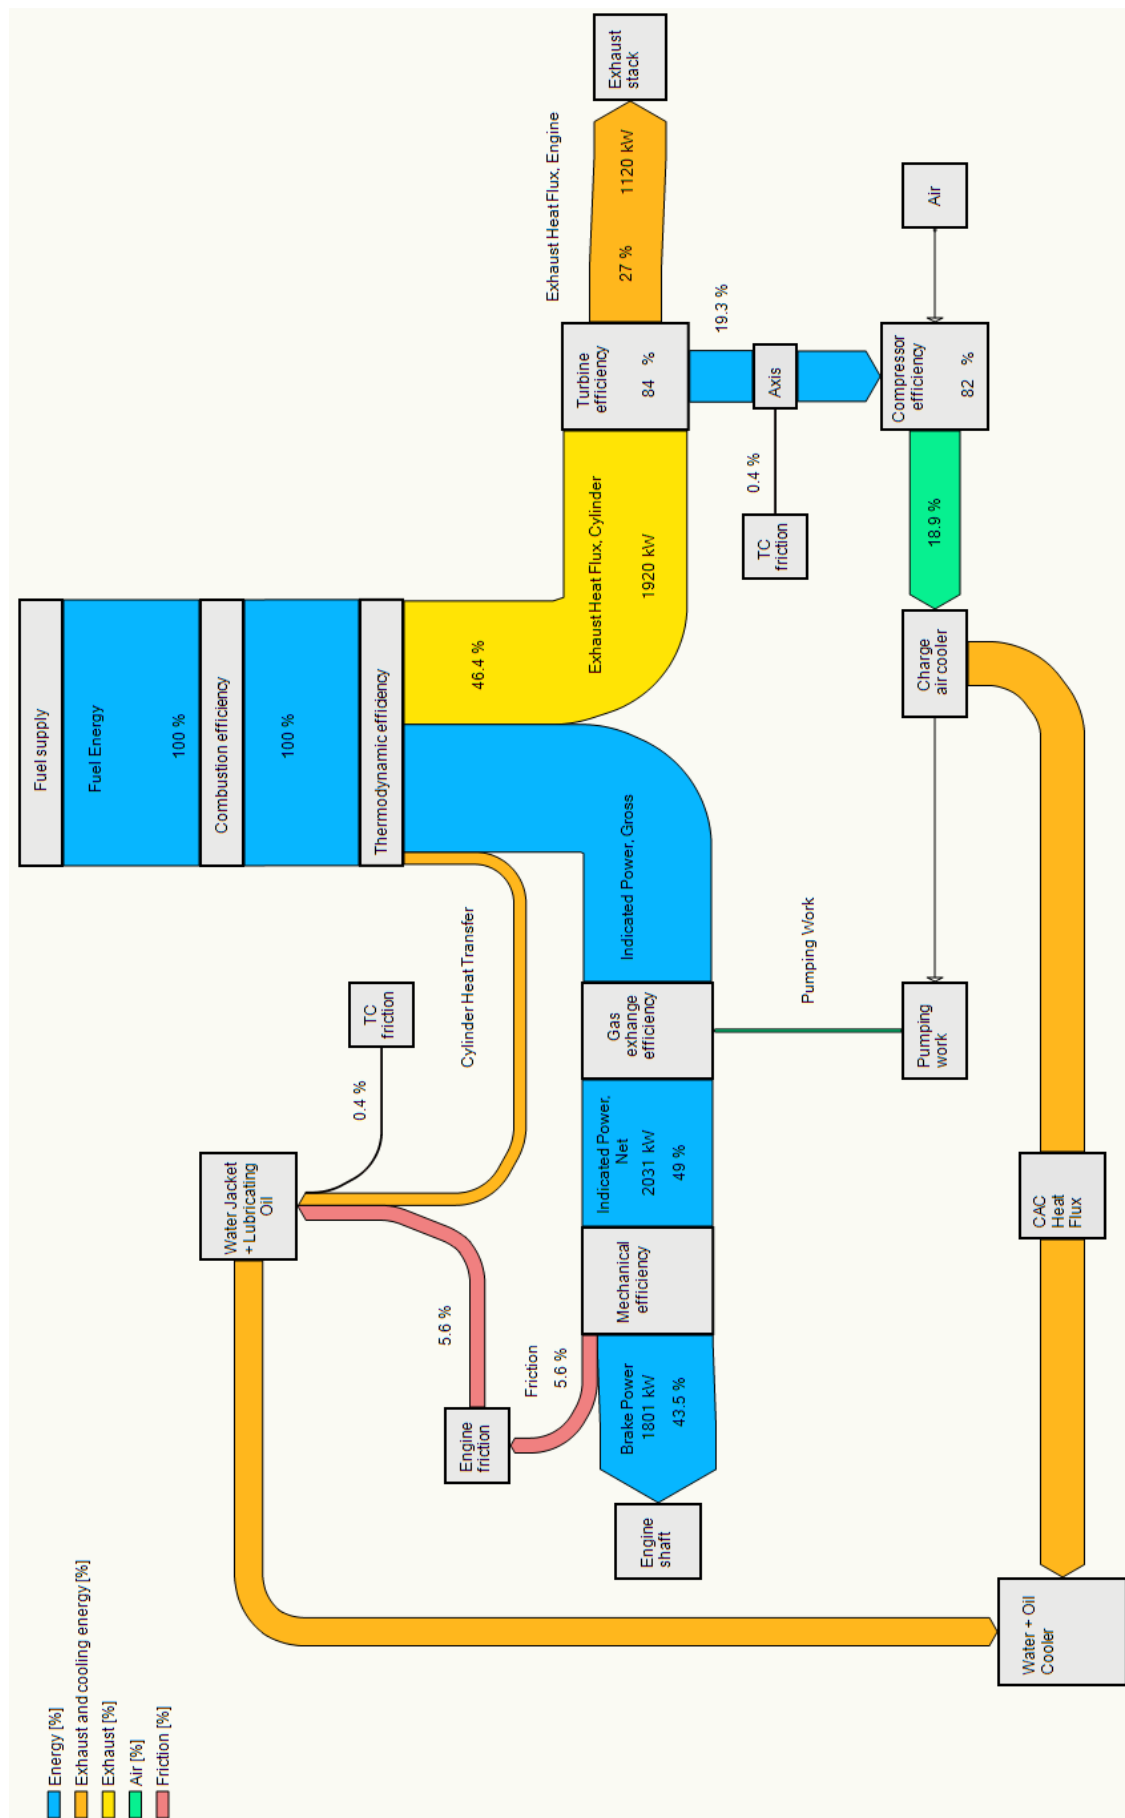 Energy [%]
Exhaust and cooling energy [%]
Exhaust [%]
Air [%]
Friction [%]
Fuel supply
Fuel Energy
100 %
Combustion efficiency
100 %
Thermodynamic efficiency
46.4 %
Exhaust Heat Flux, Cylinder
1920 kW
Turbine
efficiency
84 %
Exhaust Heat Flux, Engine
27 %
1120 kW
Exhaust
stack
19.3 %
Axis
0.4 %
TC
friction
Compressor
efficiency
82 %
Air
18.9 %
Charge
air cooler
Indicated Power, Gross
Cylinder Heat Transfer
TC
friction
0.4 %
Water Jacket
+ Lubricating
Oil
Gas
exhange
efficiency
Pumping Work
Pumping
work
Indicated Power,
Net
2031 kW
49 %
Mechanical
efficiency
5.6 %
Friction
5.6 %
Engine
friction
Brake Power
1801 kW
43.5 %
Engine
shaft
CAC
Heat
Flux
Water + Oil
Cooler